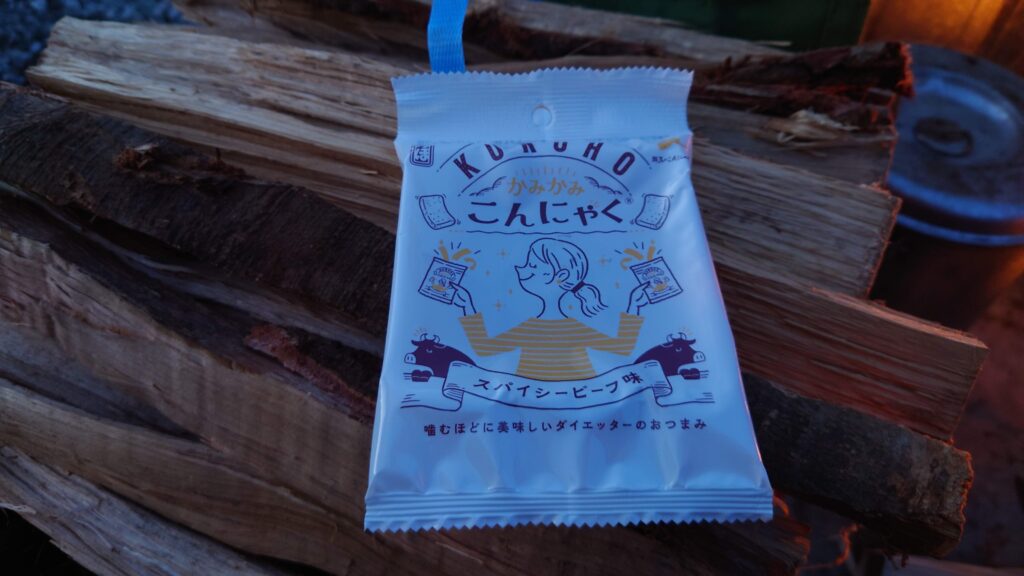 KURUHO
かみかみ
こんにゃく®
スパイシービーフ味
噛むほどに美味しいダイエッターのおつまみ